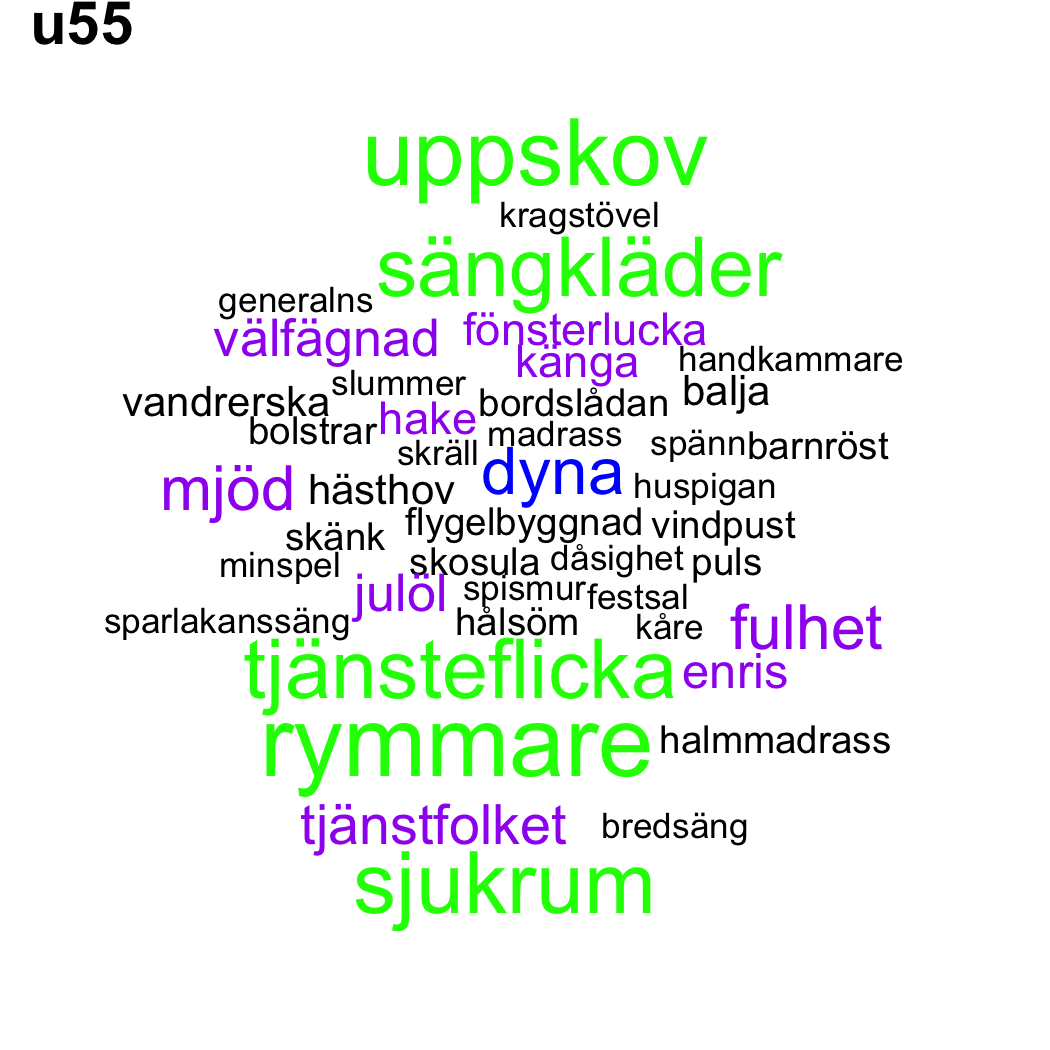 u55
uppskov
kragstövel
sängkläder
generalns
välfägnad fönsterlucka
känga handkammare
vandrerska slummer bordslådan balja
bolstrar hake madrass spänn barnröst
skräll dyna
mjöd hästhov huspigan
skänk flygelbyggnad vindpust
minspel skosula dåsighet puls
julöl spismur festsal
sparlakanssäng hålsöm kåre fulhet
tjänsteflicka enris
rymmare halmmadrass
tjänstfolket bredsäng
sjukrum